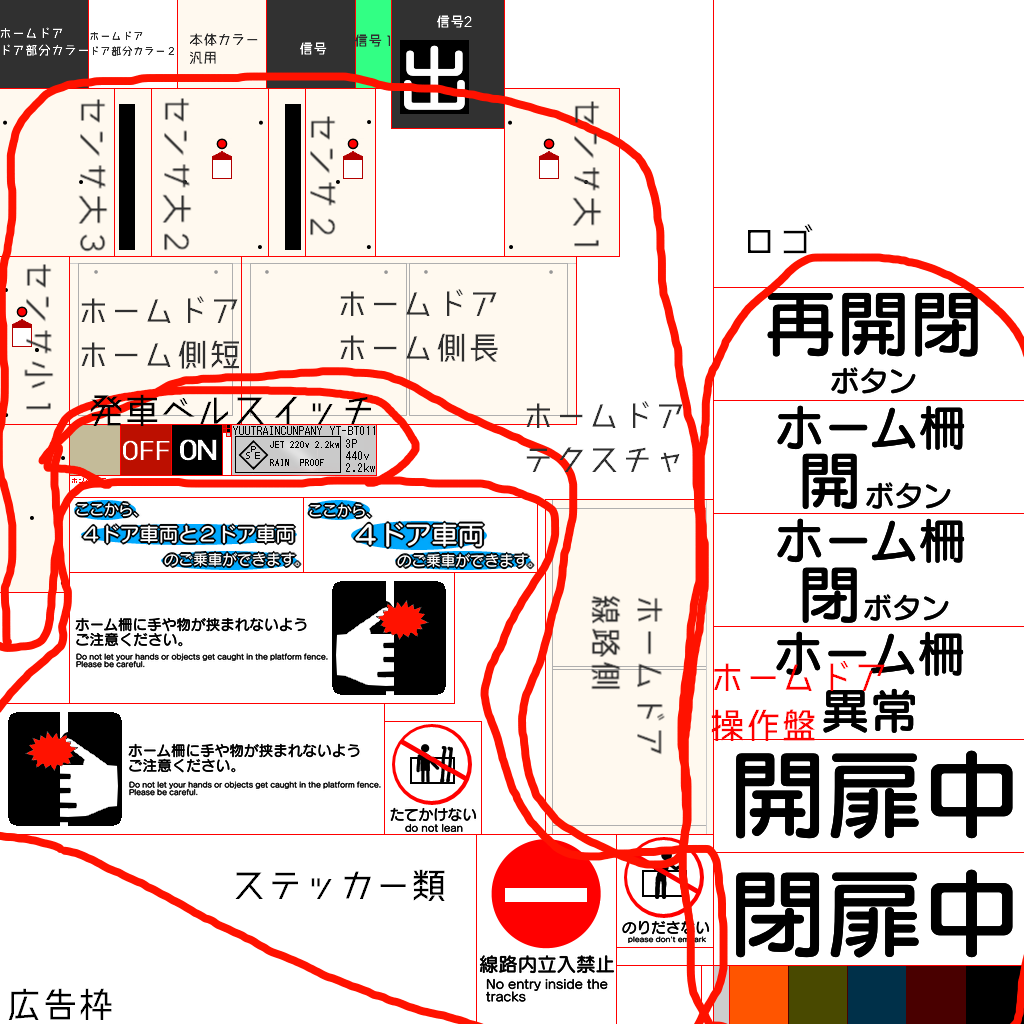 ホームドア
ドア部分カラー
ホームドア
ドア部分カラー2
本体カラー
汎用
信号
信号1
信号2
出
センサ大3
センサ大2
センサ2
センサ大1
ロゴ
センサ小1
ホームドア
ホーム側短
ホームドア
ホーム側長
発車ベルスイッチ
OFF ON
YUUTRAINCUNPANY YT-BT011
JET 220v 2.2kw
RAIN PROOF
3P
440v
2.2kw
ホームドア
テクスチャ
ここから、
4ドア車両と2ドア車両
のご乗車ができます。
ここから、
4ドア車両
のご乗車ができます。
ホーム柵に手や物が挟まれないよう
ご注意ください。
Do not let your hands or objects get caught in the platform fence.
Please be careful.
ホームドア
線路側
ホーム柵に手や物が挟まれないよう
ご注意ください。
Do not let your hands or objects get caught in the platform fence.
Please be careful.
たてかけない
do not lean
ステッカー類
線路内立入禁止
No entry inside the
tracks
のりださない
please don't embark
広告枠
再開閉
ボタン
ホーム柵
開ボタン
ホーム柵
閉ボタン
ホーム柵
異常
ホームドア
操作盤
開扉中
閉扉中